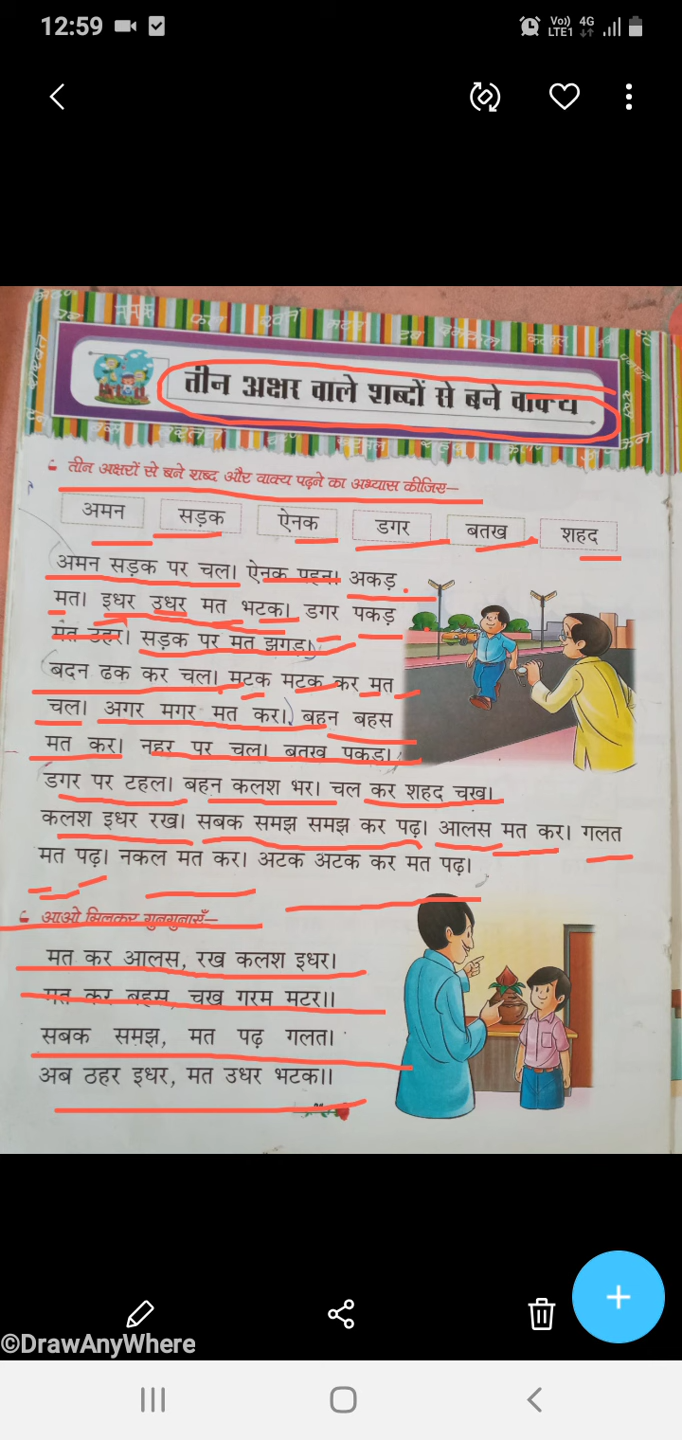 12:59
Vo)) 4G
LTE1
तीन अक्षर वाले शब्दों से बने वाक्य
तीन अक्षरों से बने शब्द और वाक्य पढ़ने का अभ्यास कीजिए—
अमन सड़क ऐनक डगर बतख शहद
अमन सड़क पर चल। ऐनक पहन। अकड़
मत। इधर उधर मत भटक। डगर पकड़
मत ठहर। सड़क पर मत झगड़।
बदन ढक कर चल। मटक मटक कर मत
चल। अगर मगर मत कर। बहन बहस
मत कर। नहर पर चल। बतख पकड़।
डगर पर टहल। बहन कलश भर। चल कर शहद चख।
कलश इधर रख। सबक समझ समझ कर पढ़। आलस मत कर। गलत
मत पढ़। नकल मत कर। अटक अटक कर मत पढ़।
आओ मिलकर गुनगुनाएँ—
मत कर आलस, रख कलश इधर।
मत कर बहस, चख गरम मटर।।
सबक समझ, मत पढ़ गलत।
अब ठहर इधर, मत उधर भटक।।
©DrawAnyWhere